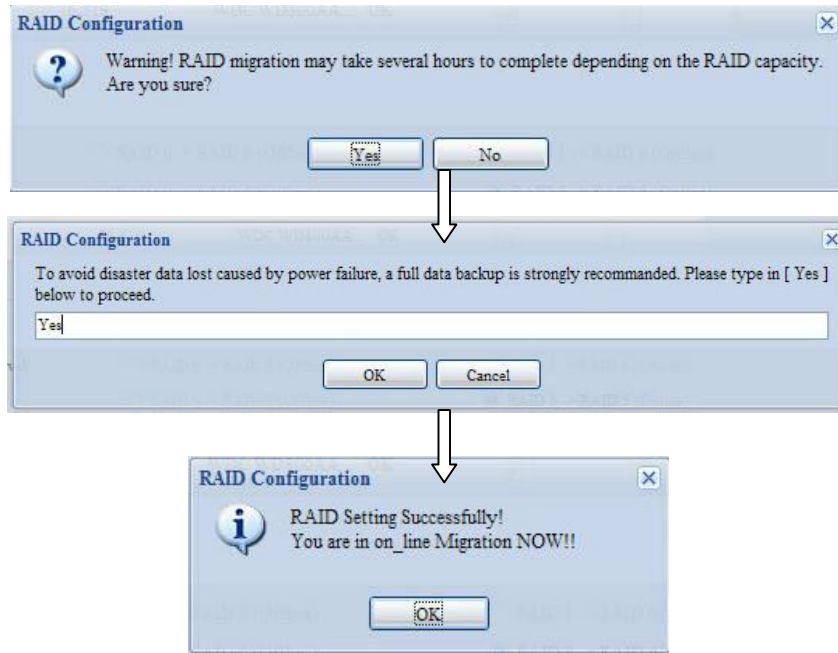 RAID Configuration
Warning! RAID migration may take several hours to complete depending on the RAID capacity.
Are you sure?
Yes
No
RAID Configuration
To avoid disaster data lost caused by power failure, a full data backup is strongly recommanded. Please type in [ Yes ]
below to proceed.
Yes
OK
Cancel
RAID Configuration
RAID Setting Successfully!
You are in on_line Migration NOW!!
OK